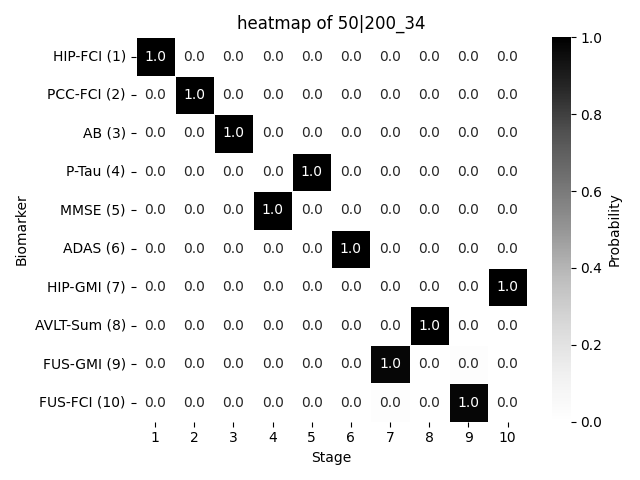 heatmap of 50|200_34
HIP-FCI (1) 1.0 0.0 0.0 0.0 0.0 0.0 0.0 0.0 0.0 0.0
PCC-FCI (2) 0.0 1.0 0.0 0.0 0.0 0.0 0.0 0.0 0.0 0.0
AB (3) 0.0 0.0 1.0 0.0 0.0 0.0 0.0 0.0 0.0 0.0
P-Tau (4) 0.0 0.0 0.0 0.0 1.0 0.0 0.0 0.0 0.0 0.0
MMSE (5) 0.0 0.0 0.0 1.0 0.0 0.0 0.0 0.0 0.0 0.0
ADAS (6) 0.0 0.0 0.0 0.0 0.0 1.0 0.0 0.0 0.0 0.0
HIP-GMI (7) 0.0 0.0 0.0 0.0 0.0 0.0 0.0 0.0 0.0 1.0
AVLT-Sum (8) 0.0 0.0 0.0 0.0 0.0 0.0 0.0 1.0 0.0 0.0
FUS-GMI (9) 0.0 0.0 0.0 0.0 0.0 0.0 1.0 0.0 0.0 0.0
FUS-FCI (10) 0.0 0.0 0.0 0.0 0.0 0.0 0.0 0.0 1.0 0.0
1 2 3 4 5 6 7 8 9 10
Stage
Biomarker
1.0
0.8
0.6
0.4
0.2
0.0
Probability